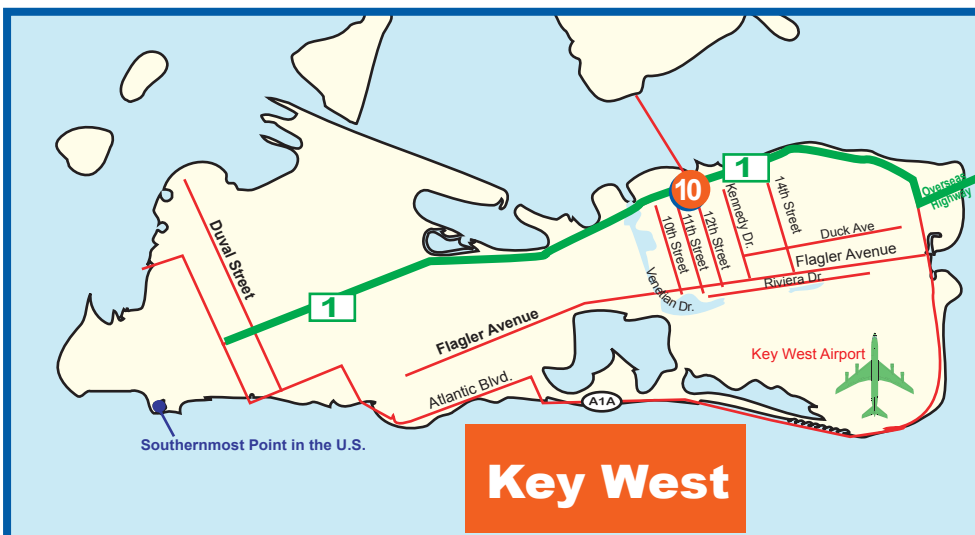 1
10
Overseas
Highway
Kennedy Dr.
14th Street
12th Street
11th Street
10th Street
Duck Ave
Duval Street
Flagler Avenue
Riviera Dr.
Venetian Dr.
1
Flagler Avenue
Key West Airport
Atlantic Blvd.
A1A
Southernmost Point in the U.S.
Key West